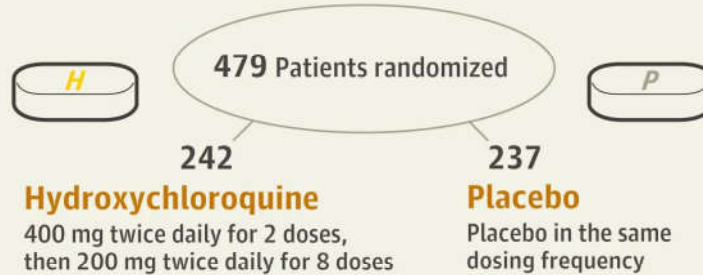 479 Patients randomized
H
P
242
237
Hydroxychloroquine
400 mg twice daily for 2 doses,
then 200 mg twice daily for 8 doses
Placebo
Placebo in the same
dosing frequency